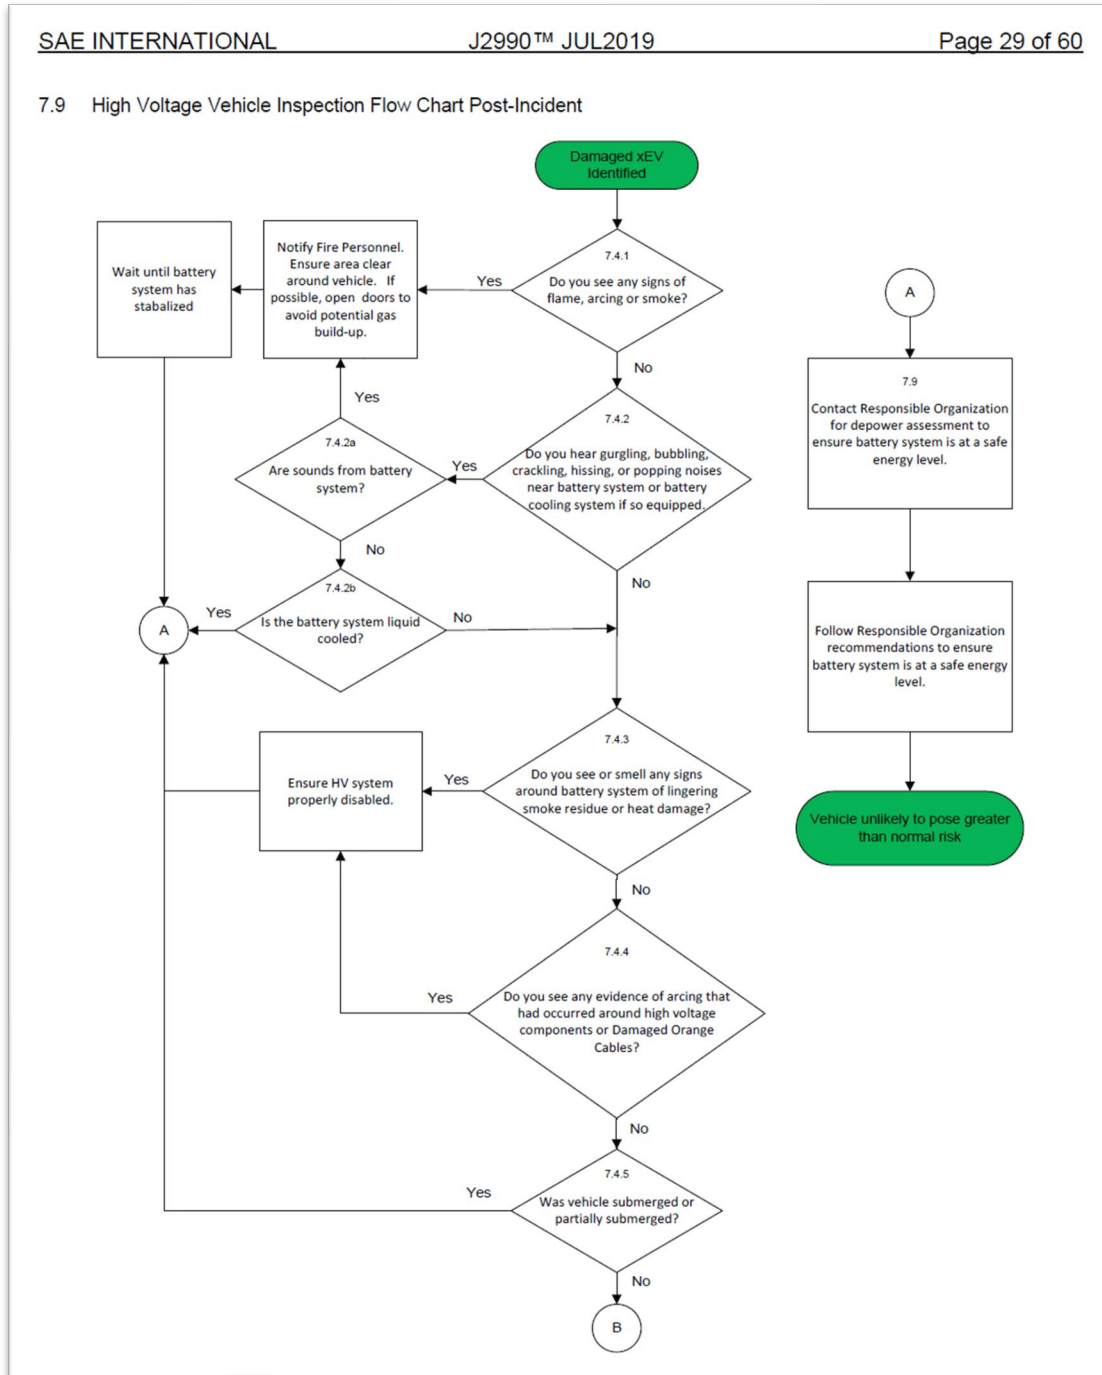 SAE INTERNATIONAL J2990™ JUL2019 Page 29 of 60
7.9 High Voltage Vehicle Inspection Flow Chart Post-Incident
Damaged xEV
Identified
7.4.1
Do you see any signs of
flame, arcing or smoke?
Yes
Notify Fire Personnel.
Ensure area clear
around vehicle. If
possible, open doors to
avoid potential gas
build-up.
Wait until battery
system has
stabalized
No
7.4.2
Do you hear gurgling, bubbling,
crackling, hissing, or popping noises
near battery system or battery
cooling system if so equipped.
Yes
7.4.2a
Are sounds from battery
system?
Yes
No
7.4.2b
Is the battery system liquid
cooled?
Yes
A
No
No
7.4.3
Do you see or smell any signs
around battery system of lingering
smoke residue or heat damage?
Yes
Ensure HV system
properly disabled.
No
7.4.4
Do you see any evidence of arcing that
had occurred around high voltage
components or Damaged Orange
Cables?
Yes
No
7.4.5
Was vehicle submerged or
partially submerged?
Yes
No
B
A
7.9
Contact Responsible Organization
for depower assessment to
ensure battery system is at a safe
energy level.
Follow Responsible Organization
recommendations to ensure
battery system is at a safe energy
level.
Vehicle unlikely to pose greater
than normal risk